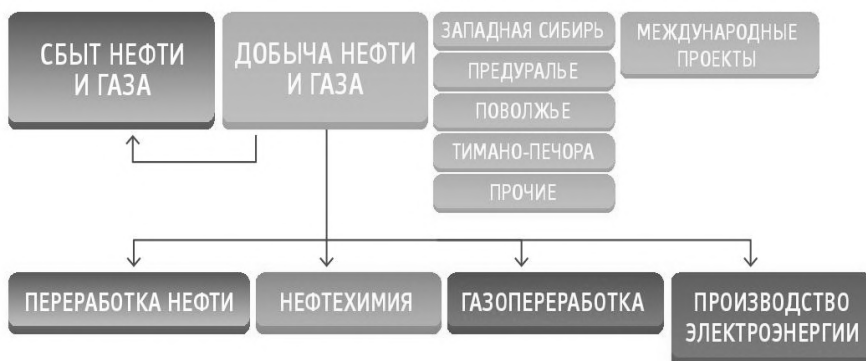 СБЫТ НЕФТИ
И ГАЗА
ДОБЫЧА НЕФТИ
И ГАЗА
ЗАПАДНАЯ СИБИРЬ
ПРЕДУРАЛЬЕ
ПОВОЛЖЬЕ
ТИМАНО-ПЕЧОРА
ПРОЧИЕ
МЕЖДУНАРОДНЫЕ
ПРОЕКТЫ
ПЕРЕРАБОТКА НЕФТИ
НЕФТЕХИМИЯ
ГАЗОПЕРЕРАБОТКА
ПРОИЗВОДСТВО
ЭЛЕКТРОЭНЕРГИИ